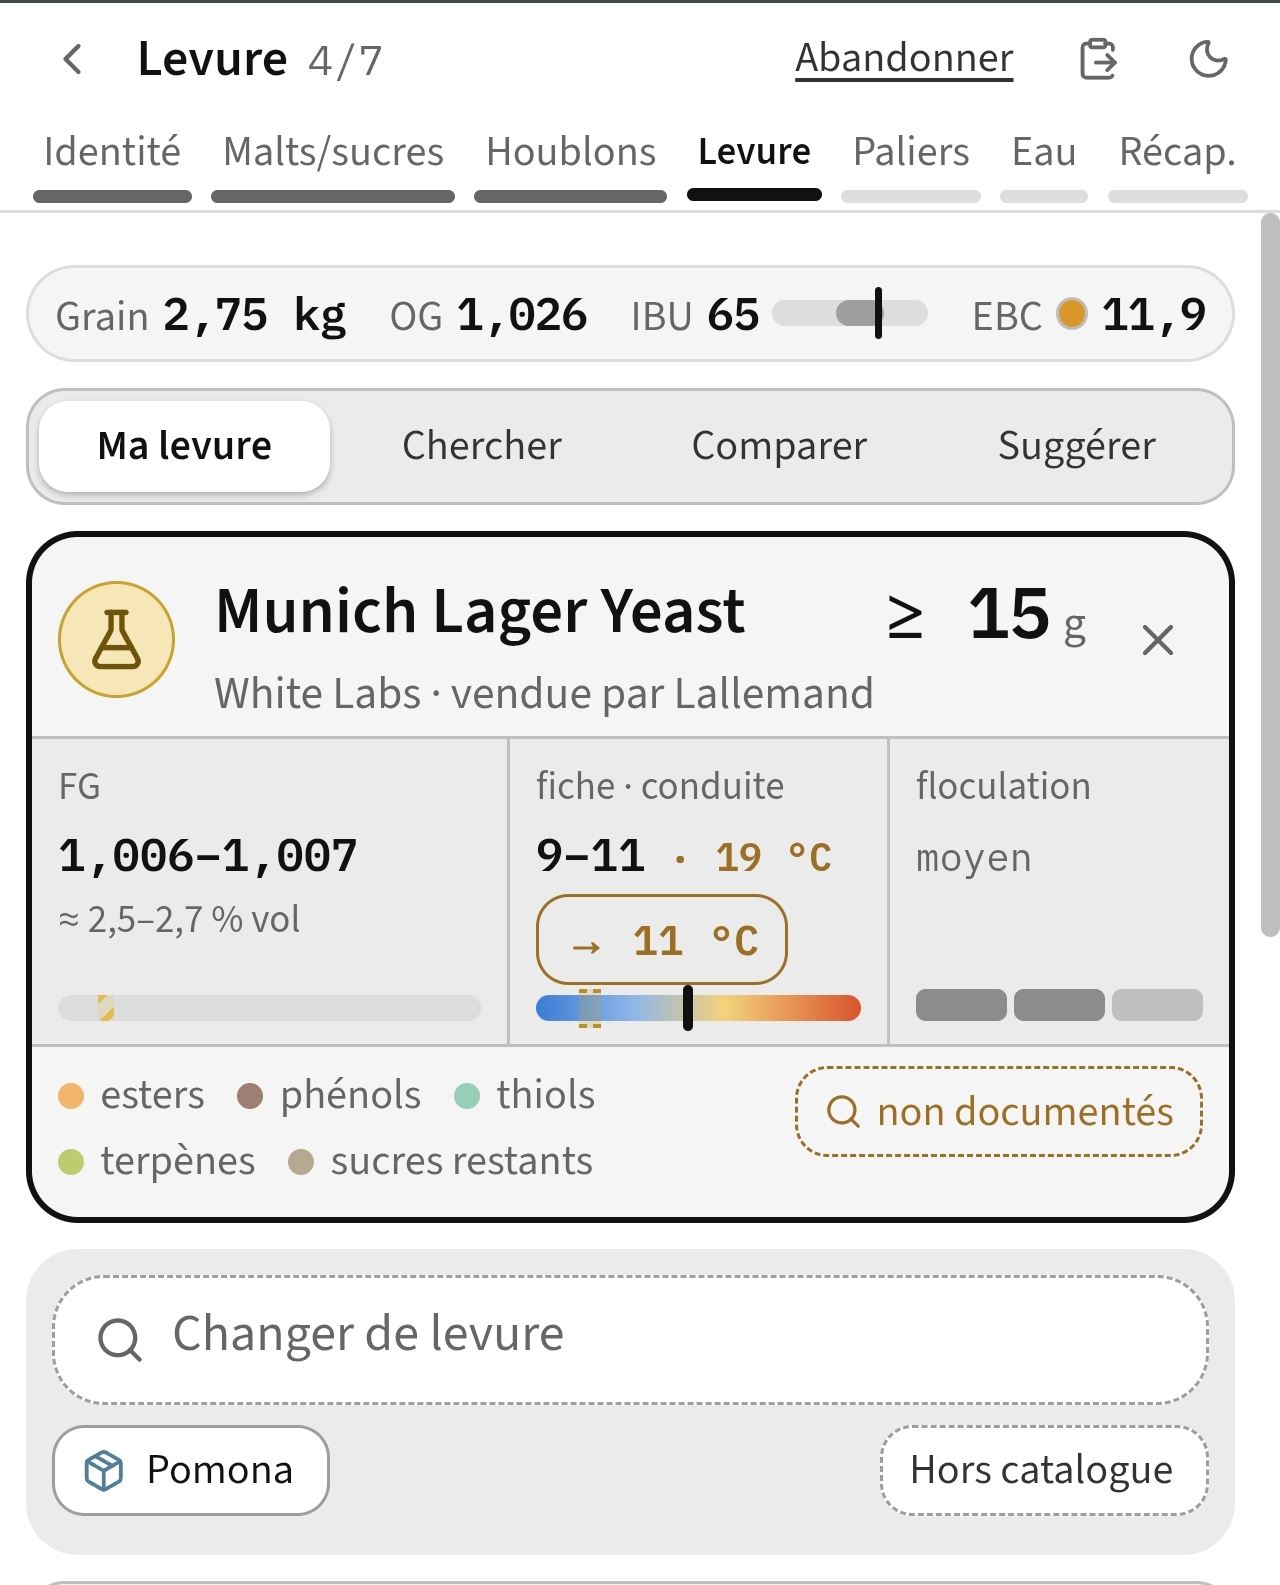 Levure 4/7 Abandonner
Identité Malts/sucres Houblons Levure Paliers Eau Récap.
Grain 2,75 kg OG 1,026 IBU 65 EBC 11,9
Ma levure Chercher Comparer Suggérer
Munich Lager Yeast ≥ 15 g
White Labs · vendue par Lallemand
FG fiche · conduite floculation
1,006–1,007 9–11 · 19 °C moyen
≈ 2,5–2,7 % vol → 11 °C
esters phénols thiols non documentés
terpènes sucres restants
Changer de levure
Pomona Hors catalogue